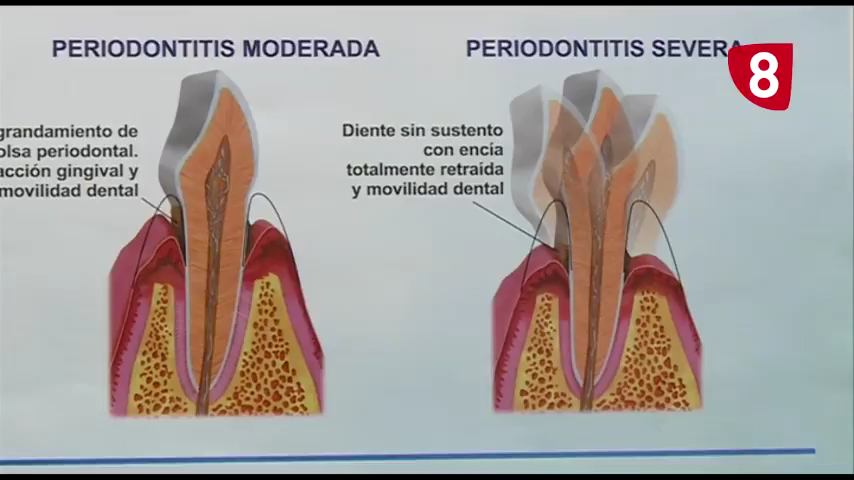 PERIODONTITIS MODERADA
grandamiento de
olsa periodontal.
acción gingival y
movilidad dental
PERIODONTITIS SEVERA
Diente sin sustento
con encía
totalmente retraída
y movilidad dental
8